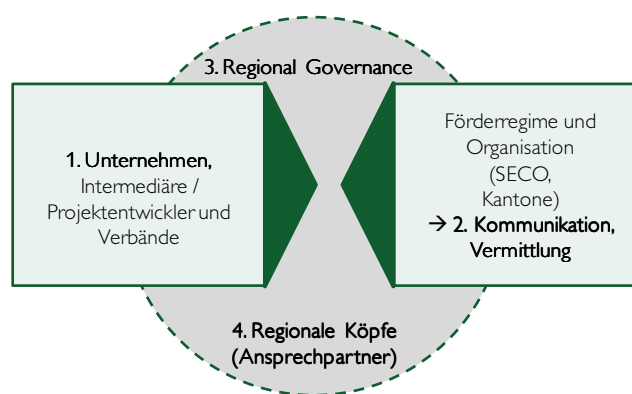 3. Regional Governance
1. Unternehmen,
Intermediäre /
Projektentwickler und
Verbände
Förderregime und
Organisation
(SECO,
Kantone)
→ 2. Kommunikation,
Vermittlung
4. Regionale Köpfe
(Ansprechpartner)